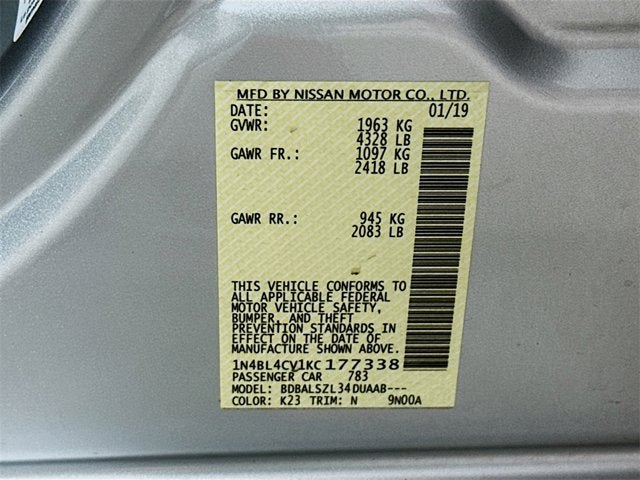 MFD BY NISSAN MOTOR CO., LTD.
DATE: 01/19
GVWR: 1963 KG
4328 LB
GAWR FR.: 1097 KG
2418 LB
GAWR RR.: 945 KG
2083 LB
THIS VEHICLE CONFORMS TO
ALL APPLICABLE FEDERAL
MOTOR VEHICLE SAFETY,
BUMPER, AND THEFT
PREVENTION STANDARDS IN
EFFECT ON THE DATE OF
MANUFACTURE SHOWN ABOVE.
1N4BL4CV1KC177338
PASSENGER CAR 783
MODEL: BDBALSZL34DUAAB---
COLOR: K23 TRIM: N 9N00A